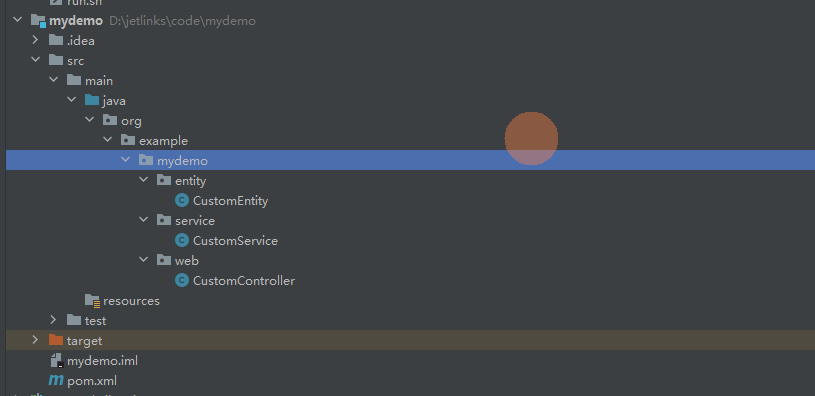 run.sh
mydemo D:\jetlinks\code\mydemo
.idea
src
main
java
org
example
mydemo
entity
CustomEntity
service
CustomService
web
CustomController
resources
test
target
mydemo.iml
pom.xml